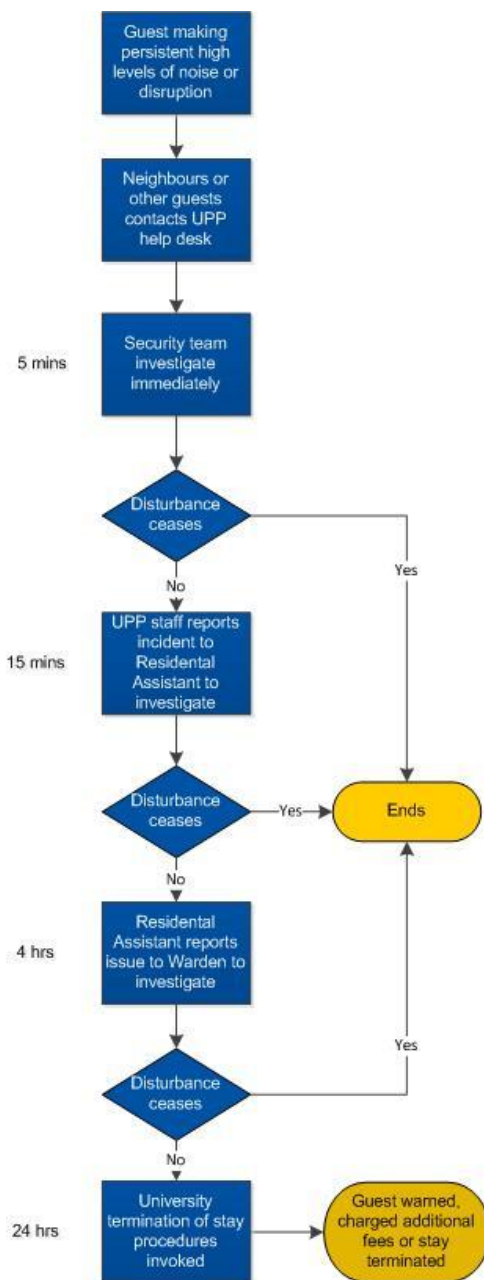 Guest making
persistent high
levels of noise or
disruption
Neighbours or
other guests
contacts UPP
help desk
5 mins
Security team
investigate
immediately
Disturbance
ceases
Yes
No
15 mins
UPP staff reports
incident to
Residental
Assistant to
investigate
Disturbance
ceases
Yes
Ends
No
4 hrs
Residental
Assistant reports
issue to Warden to
investigate
Yes
Disturbance
ceases
No
24 hrs
University
termination of stay
procedures
invoked
Guest warned,
charged additional
fees or stay
terminated